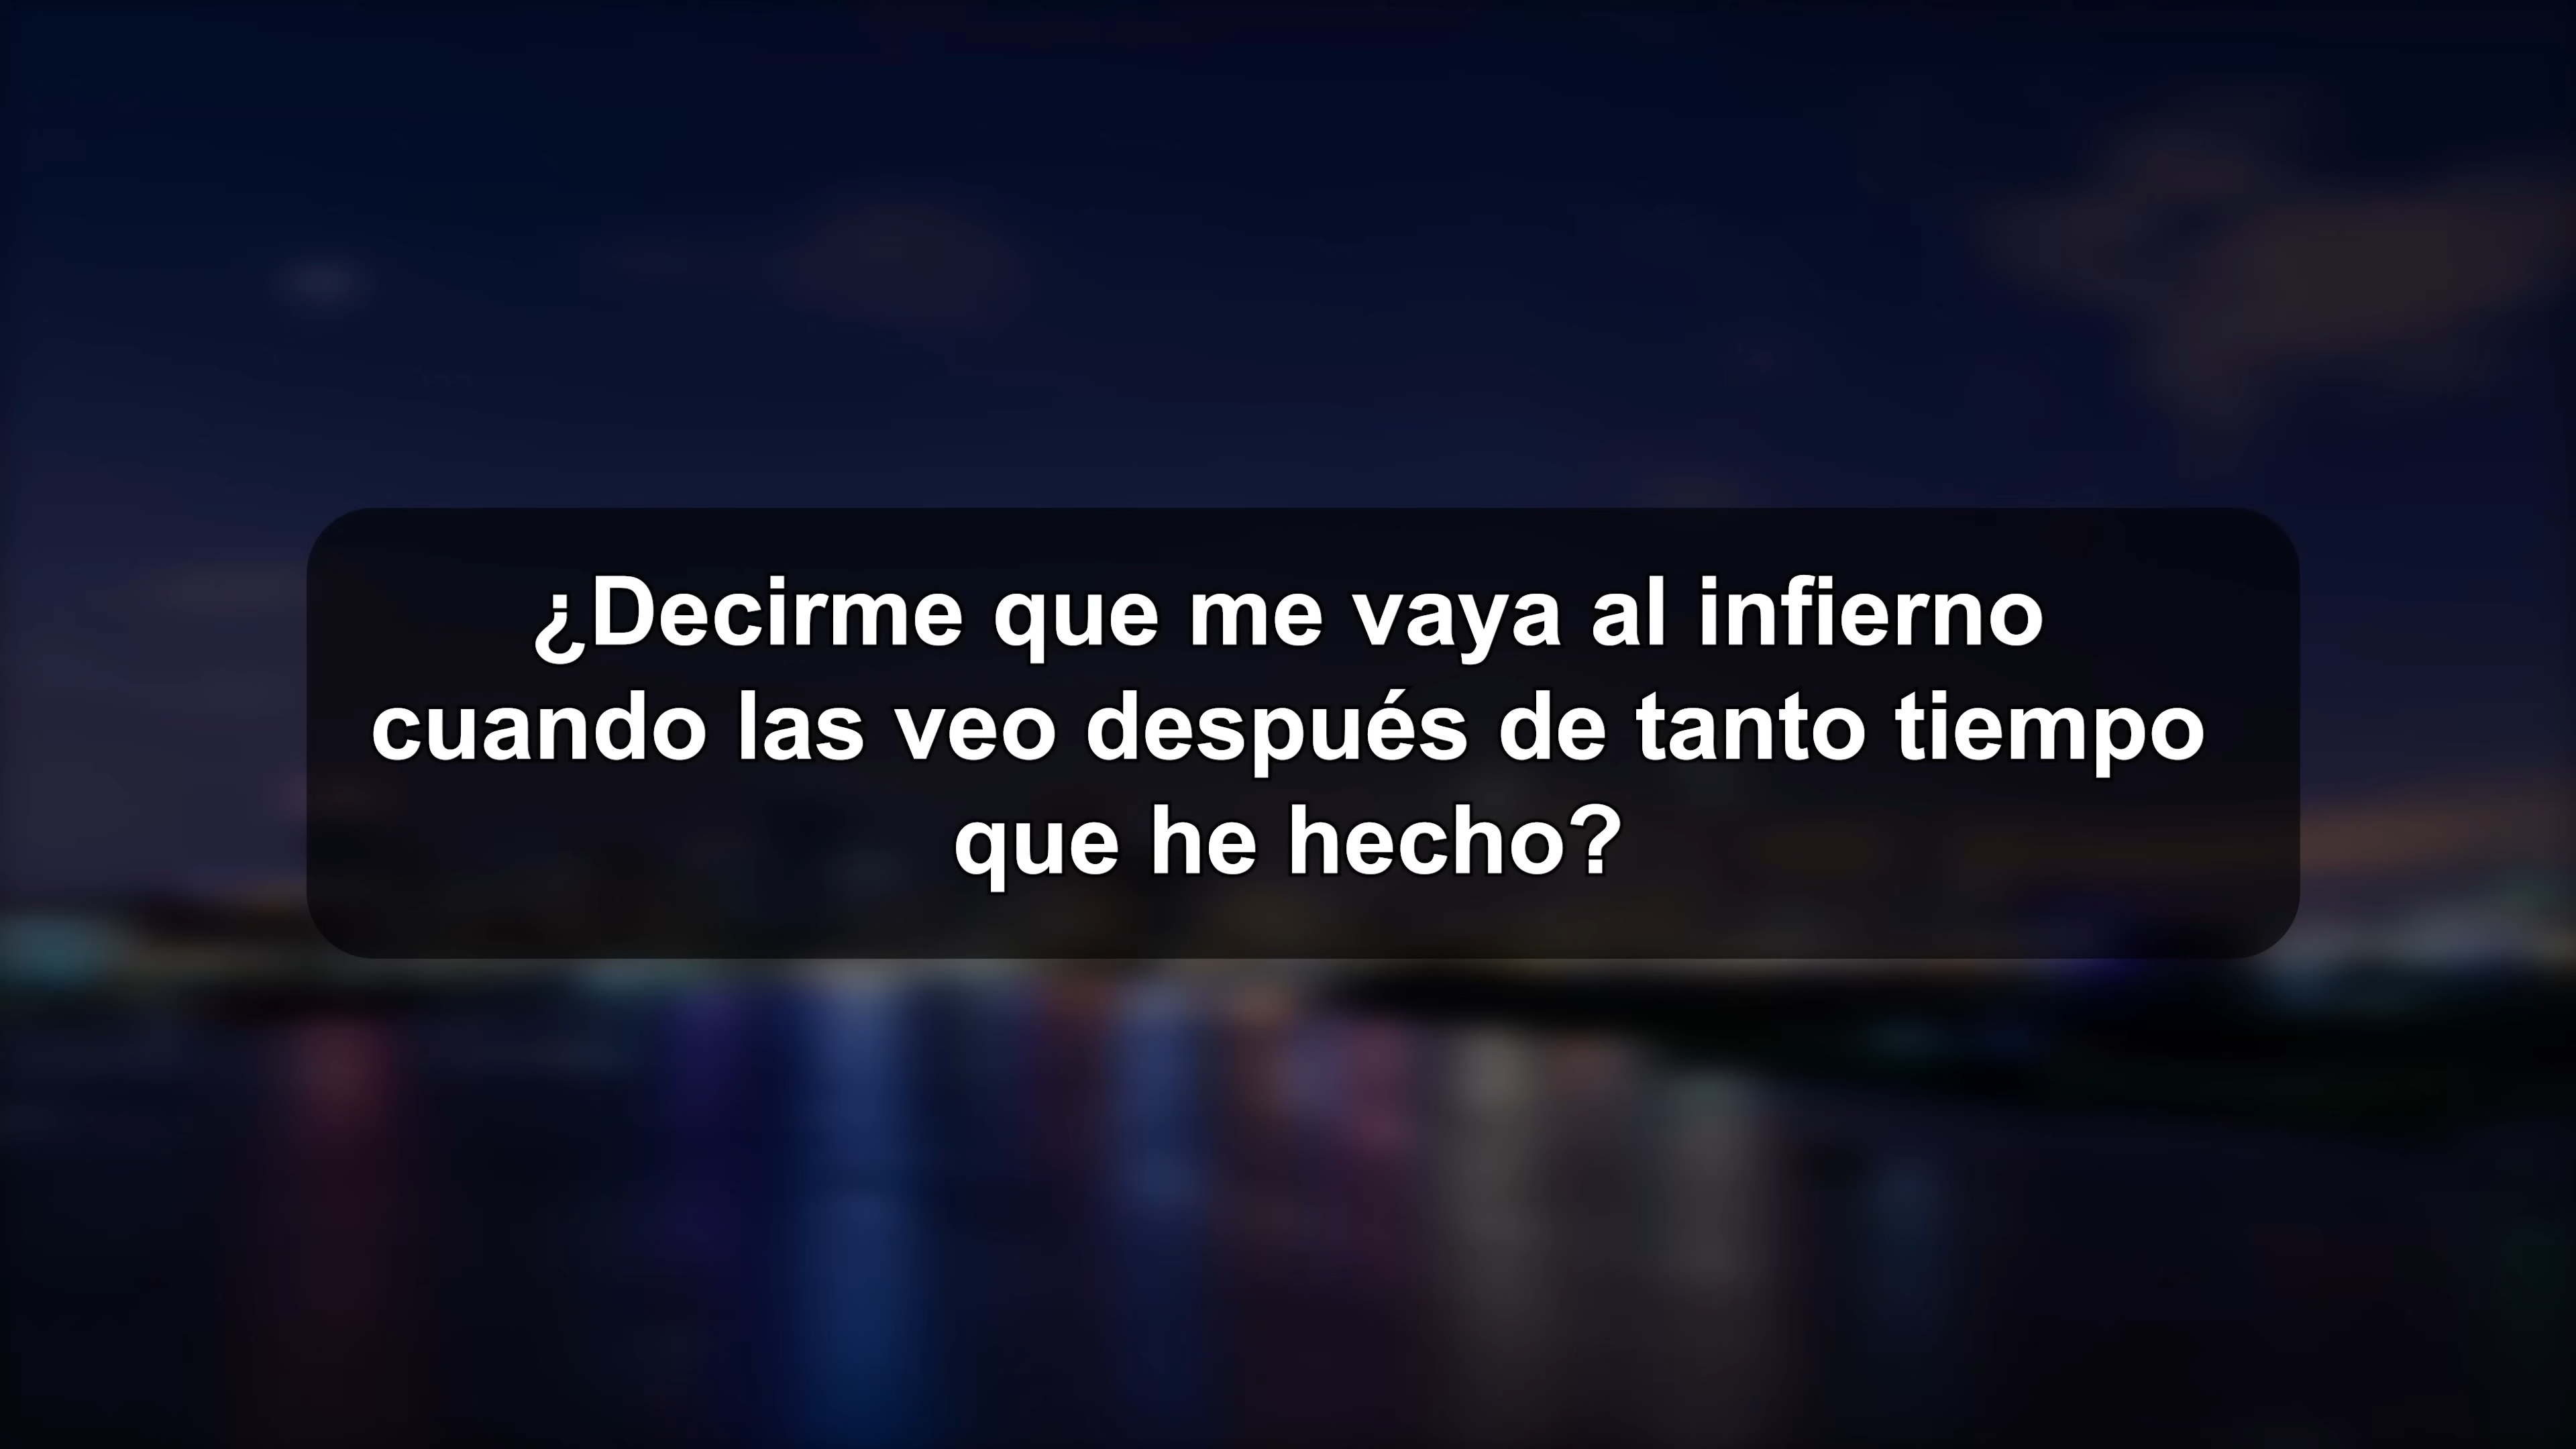 ¿Decirme que me vaya al infierno
cuando las veo después de tanto tiempo
que he hecho?